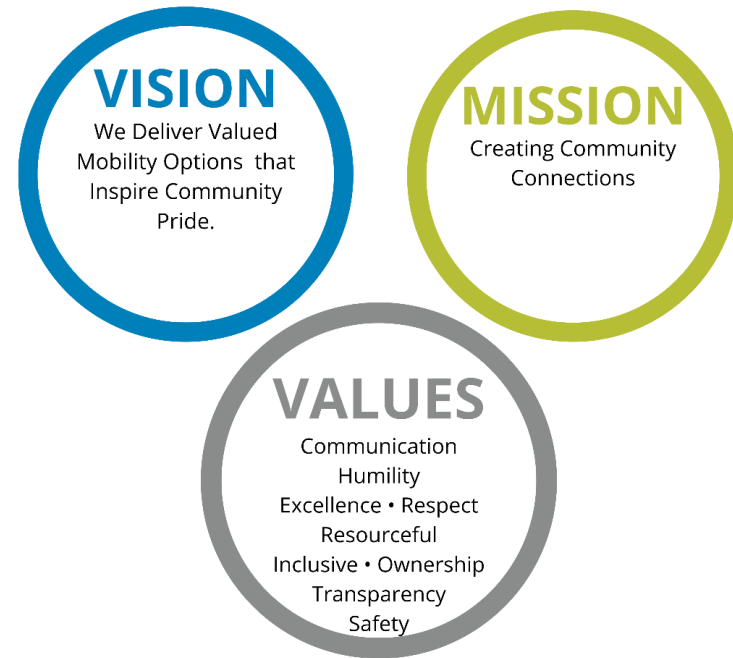 VISION
We Deliver Valued
Mobility Options that
Inspire Community
Pride.
MISSION
Creating Community
Connections
VALUES
Communication
Humility
Excellence • Respect
Resourceful
Inclusive • Ownership
Transparency
Safety